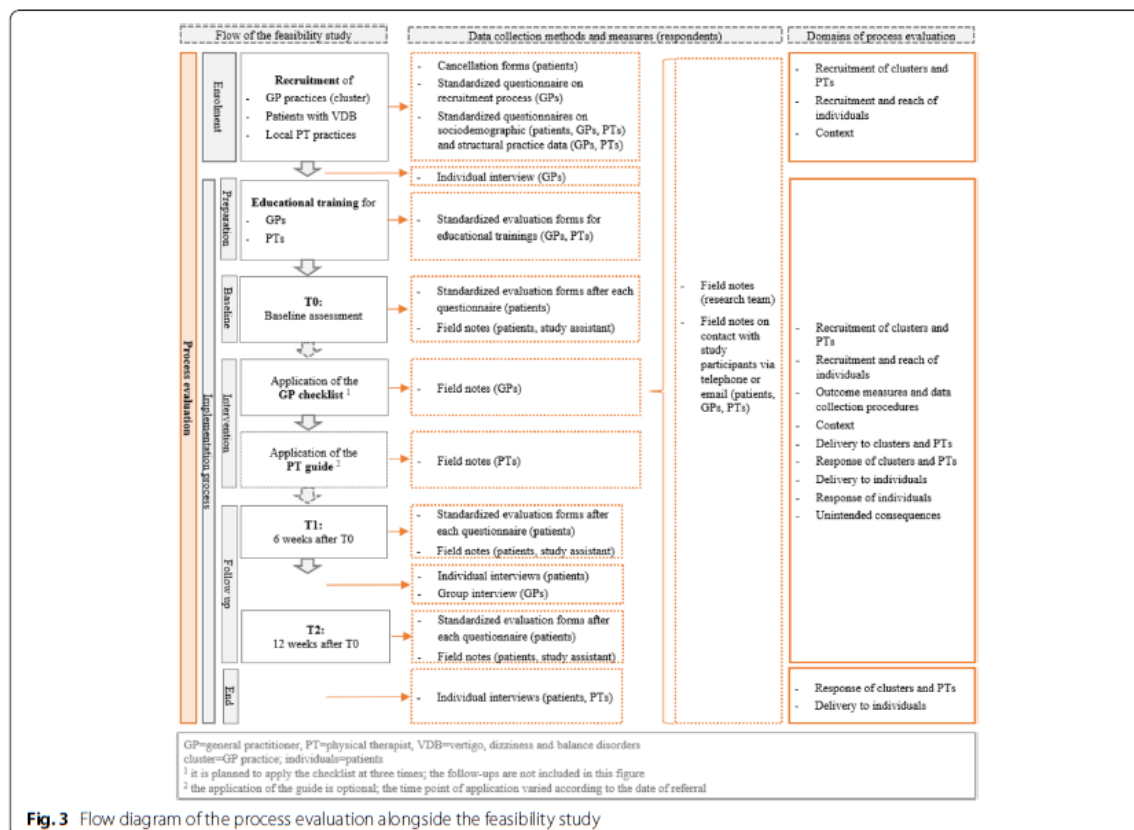 Flow of the feasibility study
Data collection methods and measures (respondents)
Domains of process evaluation
Process evaluation
Implementation process
Enrolment
Recruitment of
- GP practices (cluster)
- Patients with VDB
- Local PT practices
- Cancellation forms (patients)
- Standardized questionnaire on
recruitment process (GPs)
- Standardized questionnaires on
sociodemographic (patients, GPs, PTs)
and structural practice data (GPs, PTs)
- Individual interview (GPs)
Preparation
Educational training for
- GPs
- PTs
- Standardized evaluation forms for
educational trainings (GPs, PTs)
Baseline
T0:
Baseline assessment
- Standardized evaluation forms after each
questionnaire (patients)
- Field notes (patients, study assistant)
Intervention
Application of the
GP checklist 1
- Field notes (GPs)
Application of the
PT guide 2
- Field notes (PTs)
Follow up
T1:
6 weeks after T0
- Standardized evaluation forms after
each questionnaire (patients)
- Field notes (patients, study assistant)
- Individual interviews (patients)
- Group interview (GPs)
T2:
12 weeks after T0
- Standardized evaluation forms after
each questionnaire (patients)
- Field notes (patients, study assistant)
End
- Individual interviews (patients, PTs)
- Field notes
(research team)
- Field notes on
contact with
study
participants via
telephone or
email (patients,
GPs, PTs)
- Recruitment of clusters and
PTs
- Recruitment and reach of
individuals
- Context
- Recruitment of clusters and
PTs
- Recruitment and reach of
individuals
- Outcome measures and data
collection procedures
- Context
- Delivery to clusters and PTs
- Response of clusters and PTs
- Delivery to individuals
- Response of individuals
- Unintended consequences
- Response of clusters and PTs
- Delivery to individuals
GP=general practitioner, PT=physical therapist, VDB=vertigo, dizziness and balance disorders
cluster=GP practice; individuals=patients
1 it is planned to apply the checklist at three times; the follow-ups are not included in this figure
2 the application of the guide is optional; the time point of application varied according to the date of referral
Fig. 3 Flow diagram of the process evaluation alongside the feasibility study